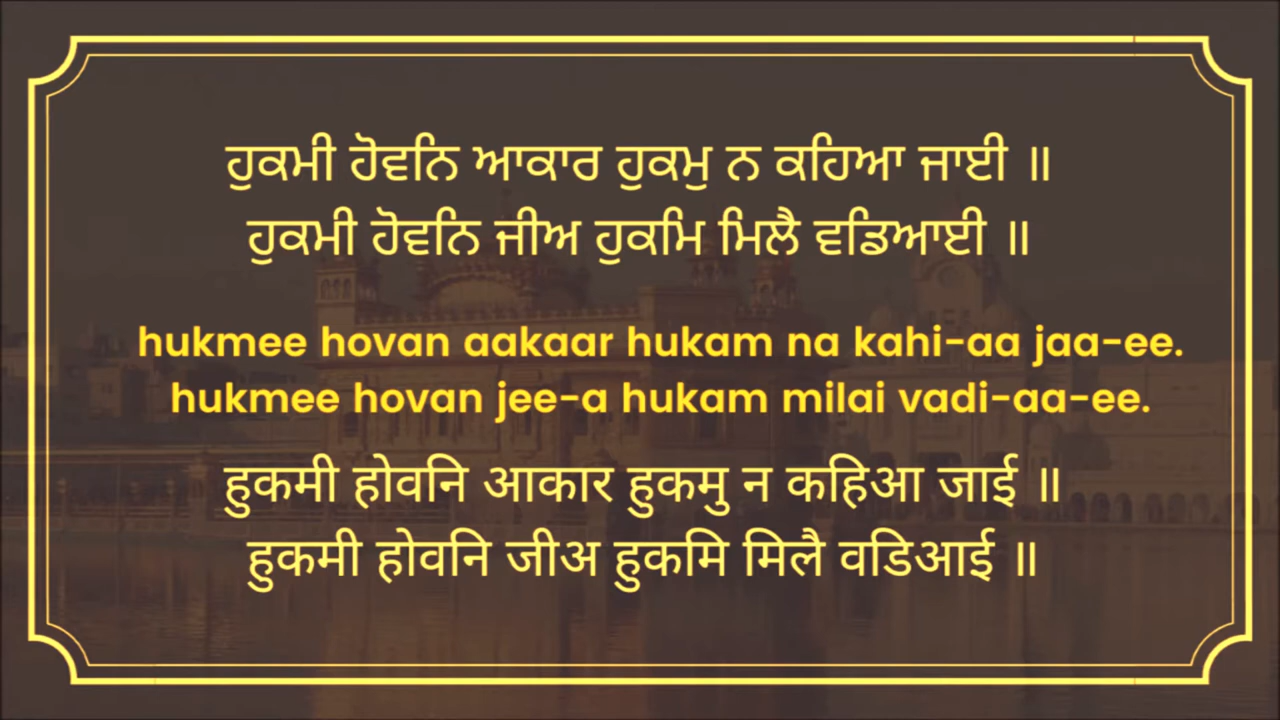 ਹੁਕਮੀ ਹੋਵਨਿ ਆਕਾਰ ਹੁਕਮੁ ਨ ਕਹਿਆ ਜਾਈ ॥
ਹੁਕਮੀ ਹੋਵਨਿ ਜੀਅ ਹੁਕਮਿ ਮਿਲੈ ਵਡਿਆਈ ॥
hukmee hovan aakaar hukam na kahi-aa jaa-ee.
hukmee hovan jee-a hukam milai vadi-aa-ee.
हुकमी होवनि आकार हुकमु न कहिआ जाई ॥
हुकमी होवनि जीअ हुकमि मिलै वडिआई ॥